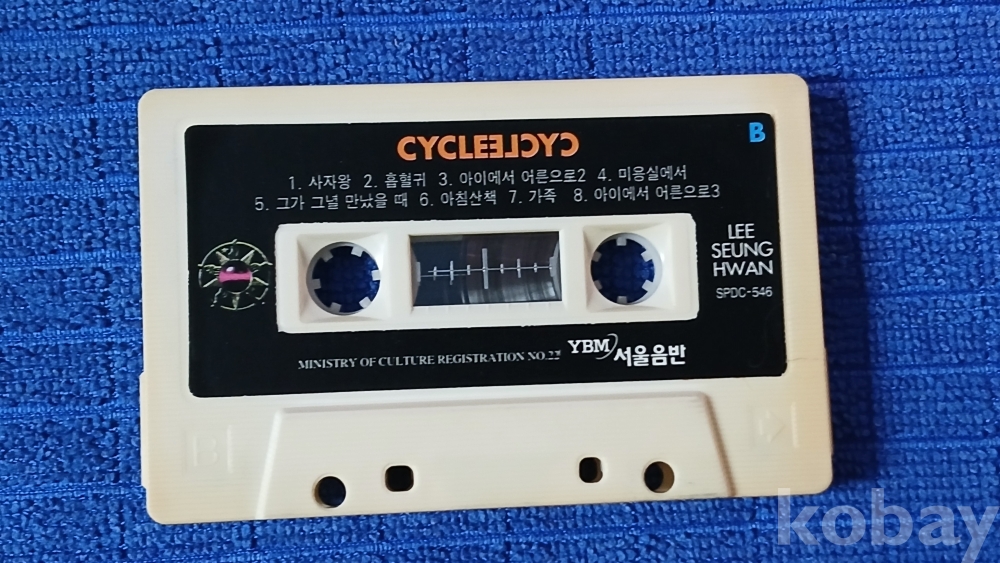 CYCLE ELCYC
B
1. 사자왕 2. 흡혈귀 3. 아이에서 어른으로2 4. 미용실에서
5. 그가 그녈 만났을 때 6. 아침산책 7. 가족 8. 아이에서 어른으로3
LEE
SEUNG
HWAN
SPDC-546
MINISTRY OF CULTURE REGISTRATION NO.22
YBM 서울음반
B
kobay